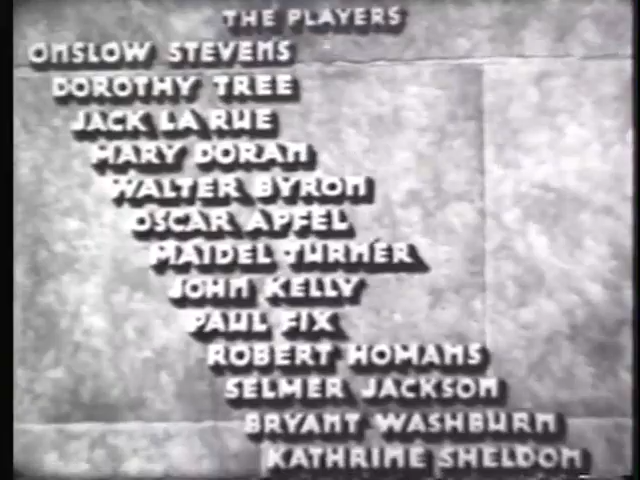 THE PLAYERS
ONSLOW STEVENS
DOROTHY TREE
JACK LA RUE
MARY DORAN
WALTER BYRON
OSCAR APFEL
MAIDEL TURNER
JOHN KELLY
PAUL FIX
ROBERT HOMANS
SELMER JACKSON
BRYANT WASHBURN
KATHRINE SHELDON